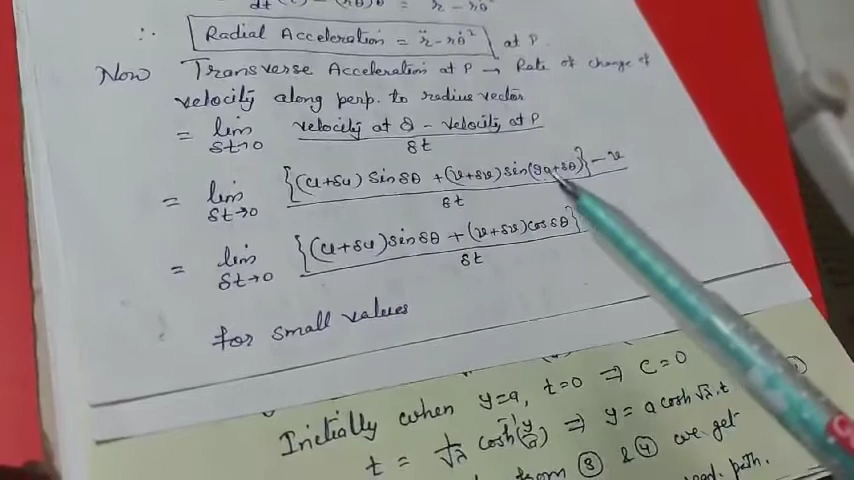 ∴ Radial Acceleration = r̈ - rθ̇² at P.
Now Transverse Acceleration at P → Rate of change of
velocity along perp. to radius vector
= lim δt→0 (velocity at Q - velocity at P) / δt
= lim δt→0 [{(u+δu) sin δθ + (v+δv) sin(90+δθ)} - v] / δt
= lim δt→0 {(u+δu) sin δθ + (v+δv) cos δθ} / δt
for small values
Initially when y=a, t=0 ⇒ C=0
t = 1/√λ cosh⁻¹(y/a) ⇒ y = a cosh √λ.t
from ③ & ④ we get
path.